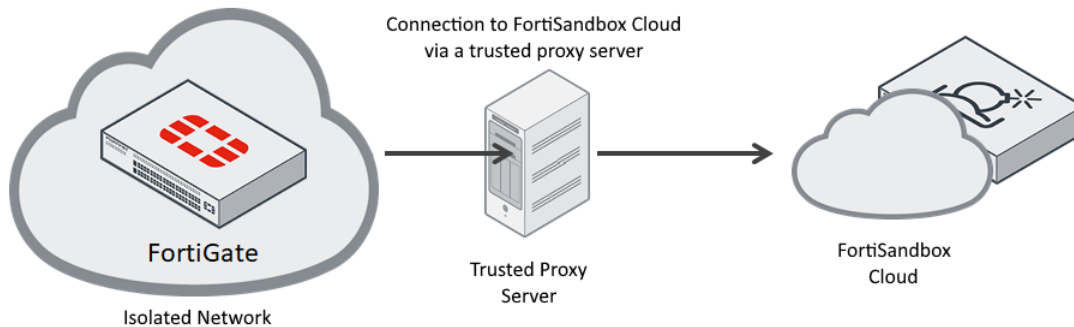 Connection to FortiSandbox Cloud
via a trusted proxy server
FortiGate
Isolated Network
Trusted Proxy
Server
FortiSandbox
Cloud